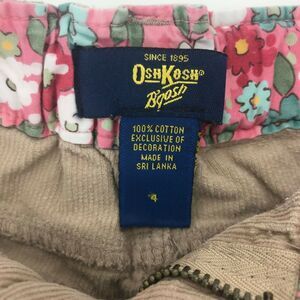 SINCE 1895
OSHKOSH®
B'gosh
100% COTTON
EXCLUSIVE OF
DECORATION
MADE IN
SRI LANKA
4